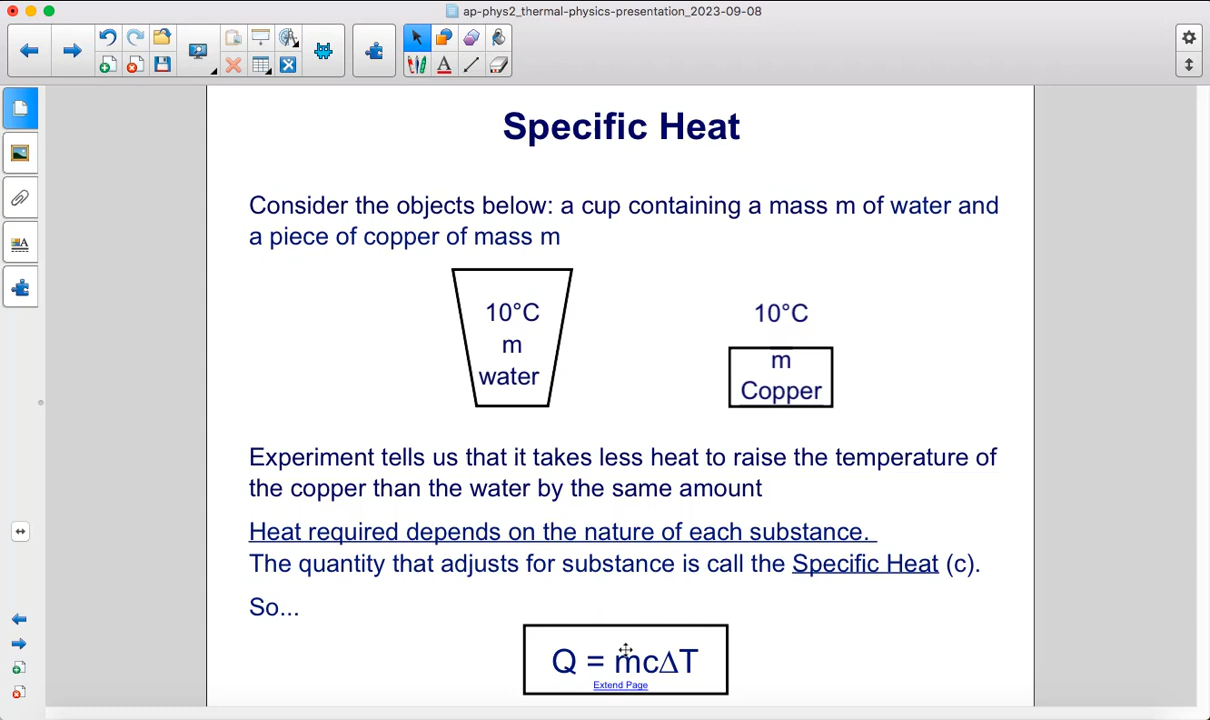 ap-phys2_thermal-physics-presentation_2023-09-08
Specific Heat
Consider the objects below: a cup containing a mass m of water and
a piece of copper of mass m
10°C
m
water
10°C
m
Copper
Experiment tells us that it takes less heat to raise the temperature of
the copper than the water by the same amount
Heat required depends on the nature of each substance.
The quantity that adjusts for substance is call the Specific Heat (c).
So...
Q = mcΔT
Extend Page